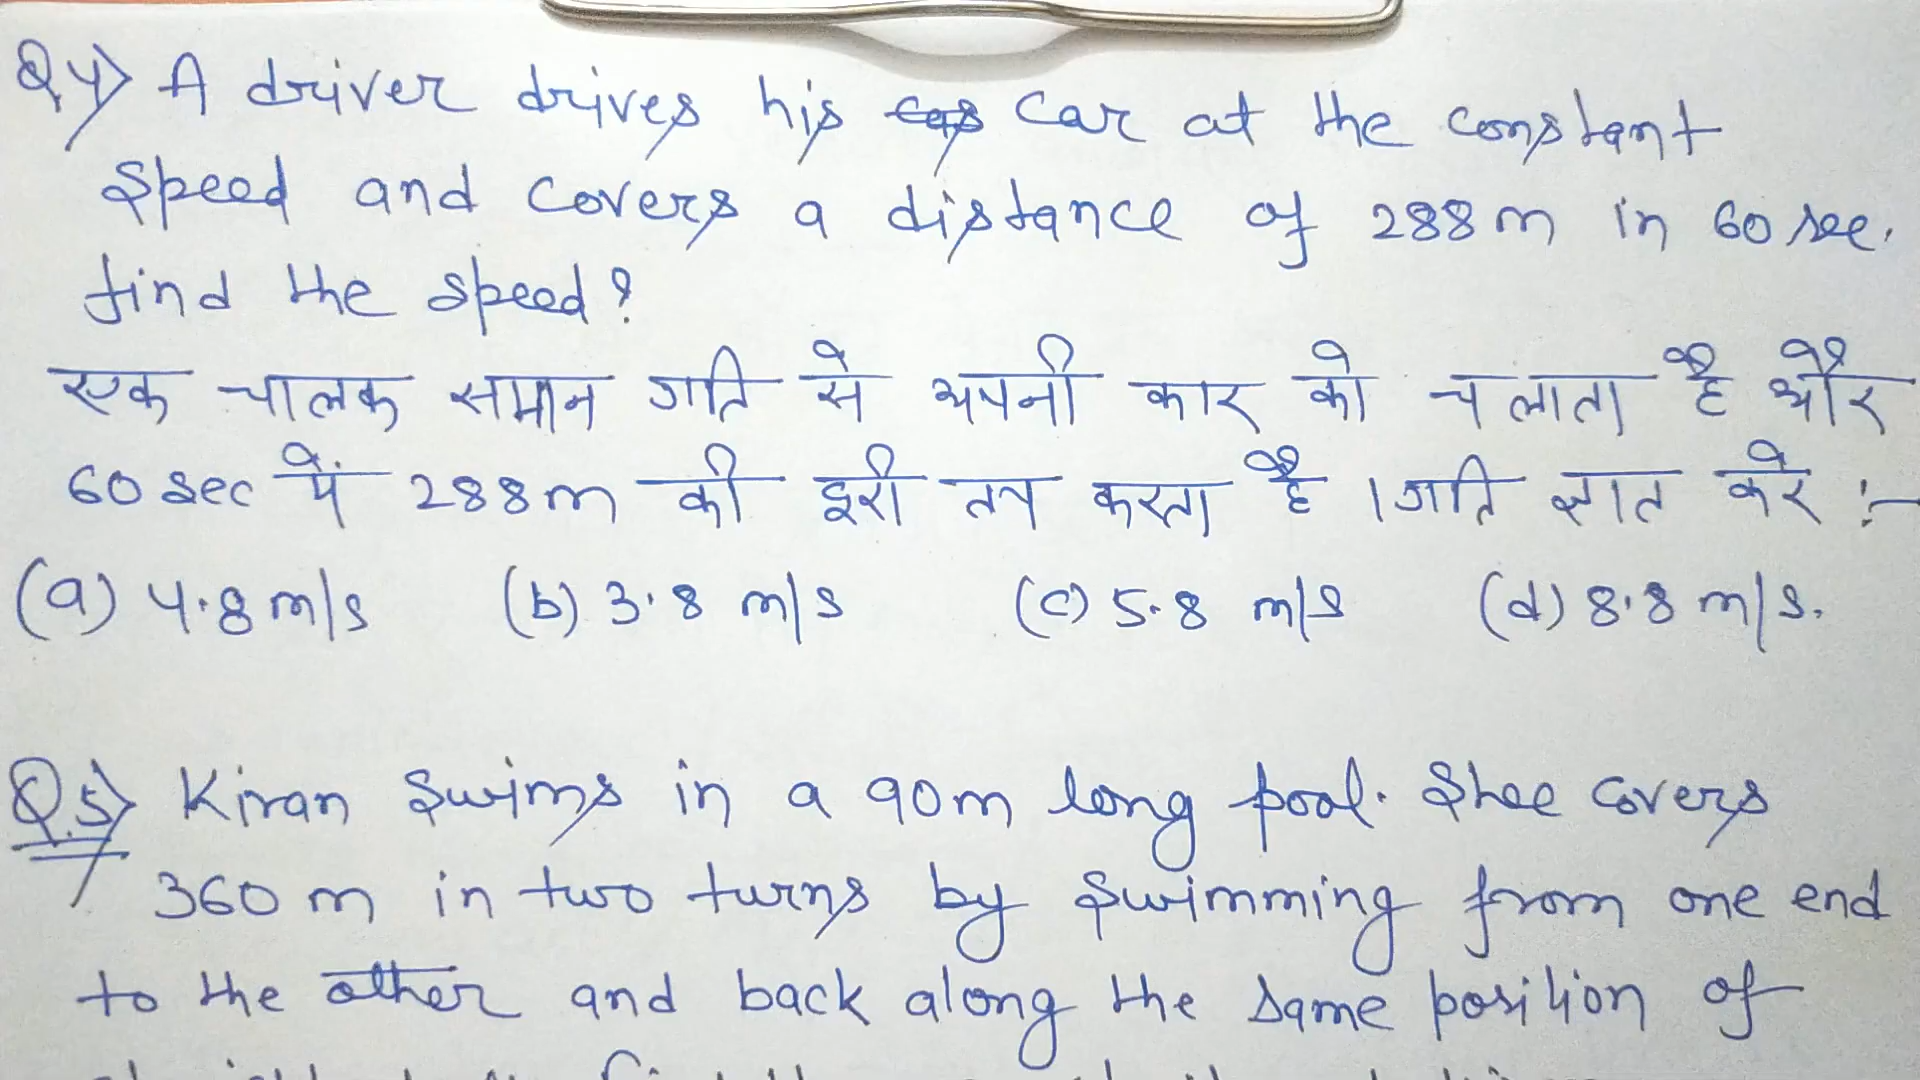 Q.4> A driver drives his car at the constant
speed and covers a distance of 288 m in 60 sec.
find the speed?
एक चालक समान गति से अपनी कार को चलाता है और
60 sec में 288 m की दूरी तय करता है । गति ज्ञात करे :-
(a) 4.8 m/s (b) 3.8 m/s (c) 5.8 m/s (d) 8.8 m/s.
Q.5> Kiran swims in a 90m long pool. Shee covers
360 m in two turns by swimming from one end
to the other and back along the same position of